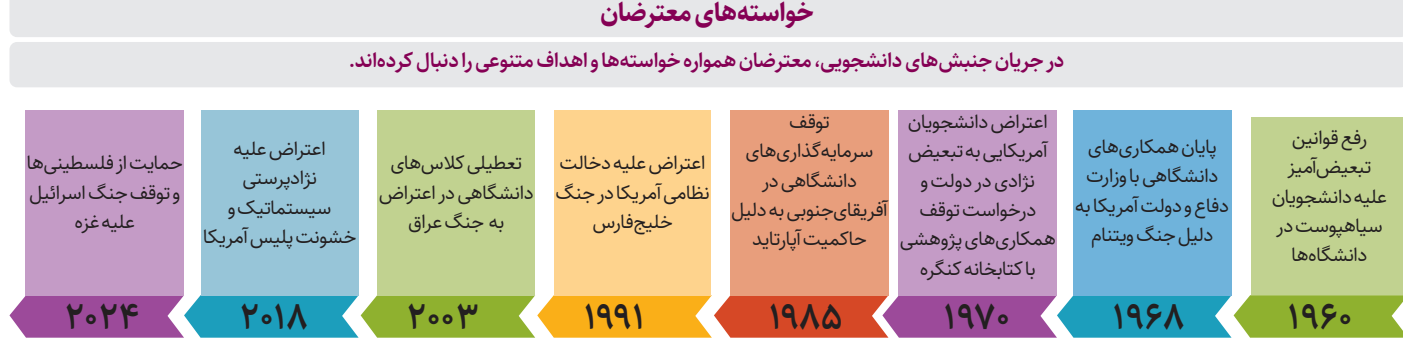 خواسته‌های معترضان
در جریان جنبش‌های دانشجویی، معترضان همواره خواسته‌ها و اهداف متنوعی را دنبال کرده‌اند.
رفع قوانین
تبعیض‌آمیز
علیه دانشجویان
سیاهپوست در
دانشگاه‌ها
۱۹۶۰
پایان همکاری‌های
دانشگاهی با وزارت
دفاع و دولت آمریکا به
دلیل جنگ ویتنام
۱۹۶۸
اعتراض دانشجویان
آمریکایی به تبعیض
نژادی در دولت و
درخواست توقف
همکاری‌های پژوهشی
با کتابخانه کنگره
۱۹۷۰
توقف
سرمایه‌گذاری‌های
دانشگاهی در
آفریقای‌جنوبی به دلیل
حاکمیت آپارتاید
۱۹۸۵
اعتراض علیه دخالت
نظامی آمریکا در جنگ
خلیج‌فارس
۱۹۹۱
تعطیلی کلاس‌های
دانشگاهی در اعتراض
به جنگ عراق
۲۰۰۳
اعتراض علیه
نژادپرستی
سیستماتیک و
خشونت پلیس آمریکا
۲۰۱۸
حمایت از فلسطینی‌ها
و توقف جنگ اسرائیل
علیه غزه
۲۰۲۴